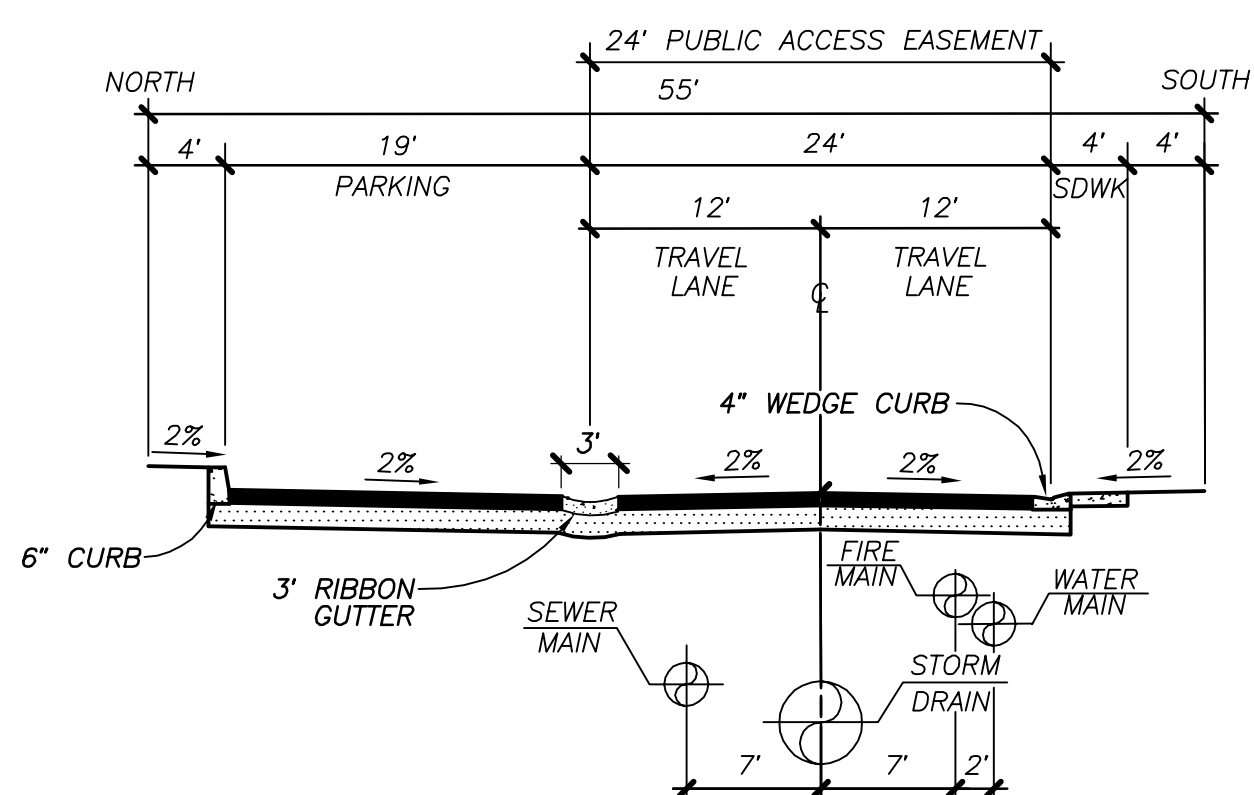 24' PUBLIC ACCESS EASEMENT
NORTH
SOUTH
55'
4'
19'
24'
4'
4'
PARKING
SDWK
12'
12'
TRAVEL
LANE
TRAVEL
LANE
℄
4" WEDGE CURB
2%
3'
2%
2%
2%
2%
6" CURB
3' RIBBON
GUTTER
FIRE
MAIN
WATER
MAIN
SEWER
MAIN
STORM
DRAIN
7'
7'
2'